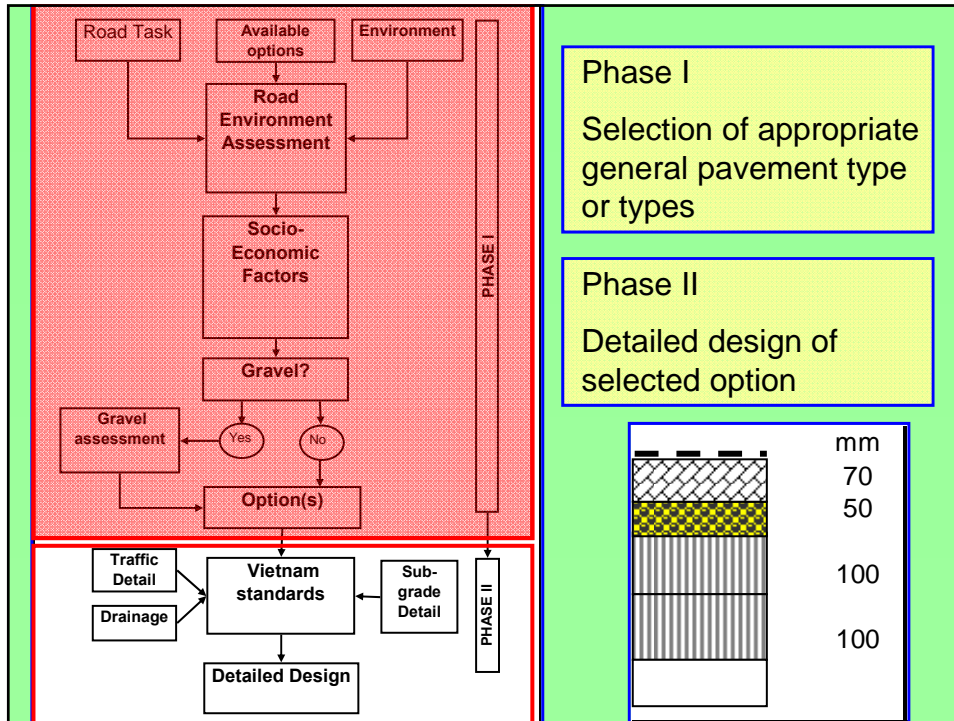 Road Task
Available
options
Environment
Road
Environment
Assessment
Socio-
Economic
Factors
PHASE I
Gravel?
Gravel
assessment
Yes
No
Option(s)
Traffic
Detail
Drainage
Vietnam
standards
Sub-
grade
Detail
PHASE II
Detailed Design
Phase I
Selection of appropriate
general pavement type
or types
Phase II
Detailed design of
selected option
mm
70
50
100
100